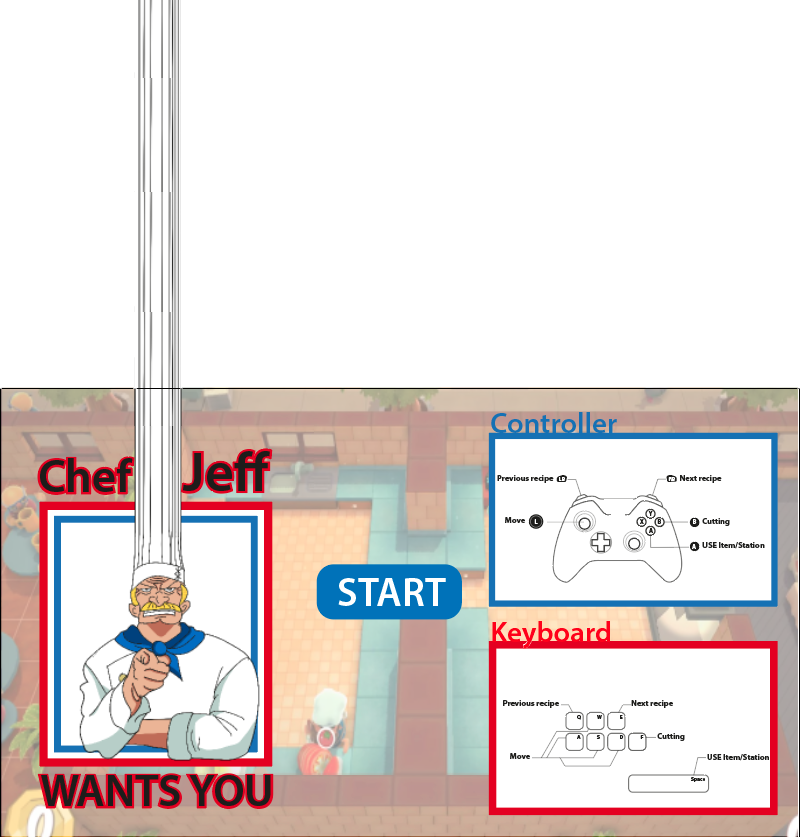 Chef Jeff
WANTS YOU
START
Controller
Previous recipe LB
Next recipe
Move L
Y
X B
A
B Cutting
A USE Item/Station
Keyboard
Previous recipe
Next recipe
Q W E
A S D F
Cutting
Move
USE Item/Station
Space
0